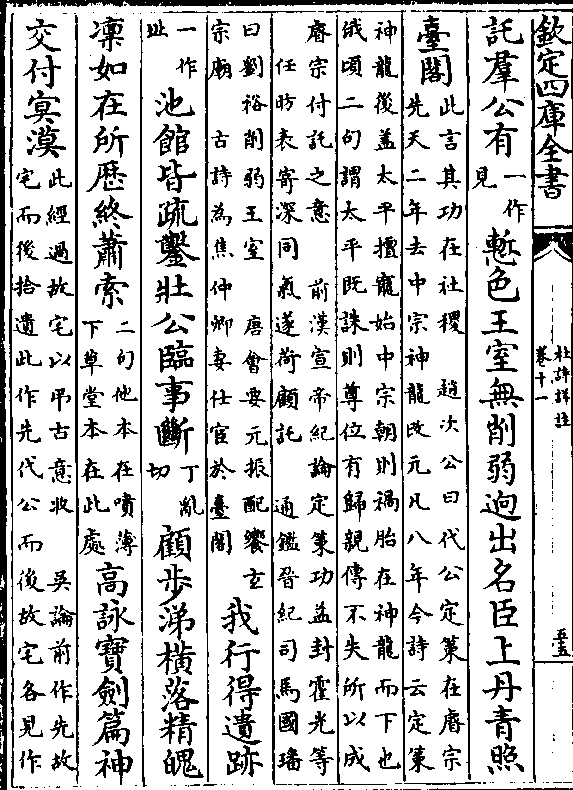 欽定四庫全書
杜詩詳註
卷十一
託羣公有一作見慙色王室無削弱迥出名臣上丹青照
臺閣此言其功在社稷 趙次公曰代公定策在睿宗
先天二年去中宗神龍改元凡八年今詩云定策
神龍後盖太平擅寵始中宗朝則禍胎在神龍而下也
俄頃二句謂太平既誅則尊位有歸親傳不失所以成
睿宗付託之意 前漢宣帝紀論定策功益封霍光等
任昉表寄深同氣遂荷顧託 通鑑晉紀司馬國璠
曰劉裕削弱王室 唐會要元振配饗玄
宗廟 古詩為焦仲卿妻仕官於臺閣
我行得遺跡
一作址池館皆疏鑿壯公臨事斷丁亂切顧步涕橫落精魄
凜如在所歷終蕭索二句他本在噴薄下草堂本在此處高詠寶劍篇神
交付冥漠此經過故宅以弔古意收 吳論前作先故
宅而後拾遺此作先代公而後故宅各見作